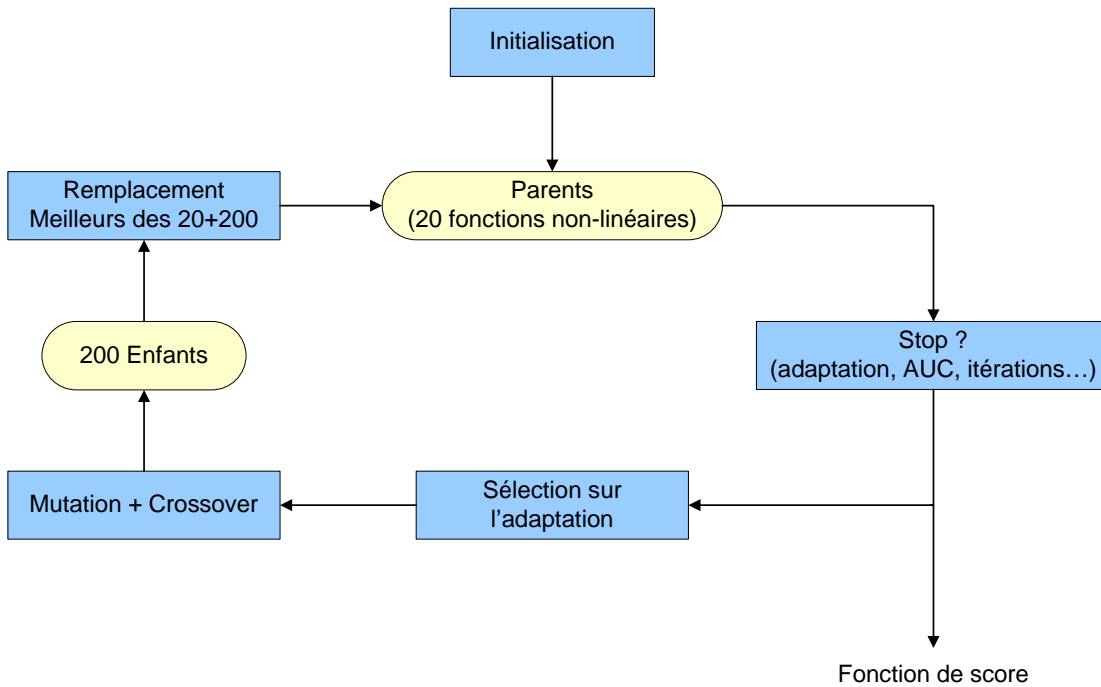 Initialisation
Remplacement
Meilleurs des 20+200
Parents
(20 fonctions non-linéaires)
200 Enfants
Stop ?
(adaptation, AUC, itérations…)
Mutation + Crossover
Sélection sur
l’adaptation
Fonction de score